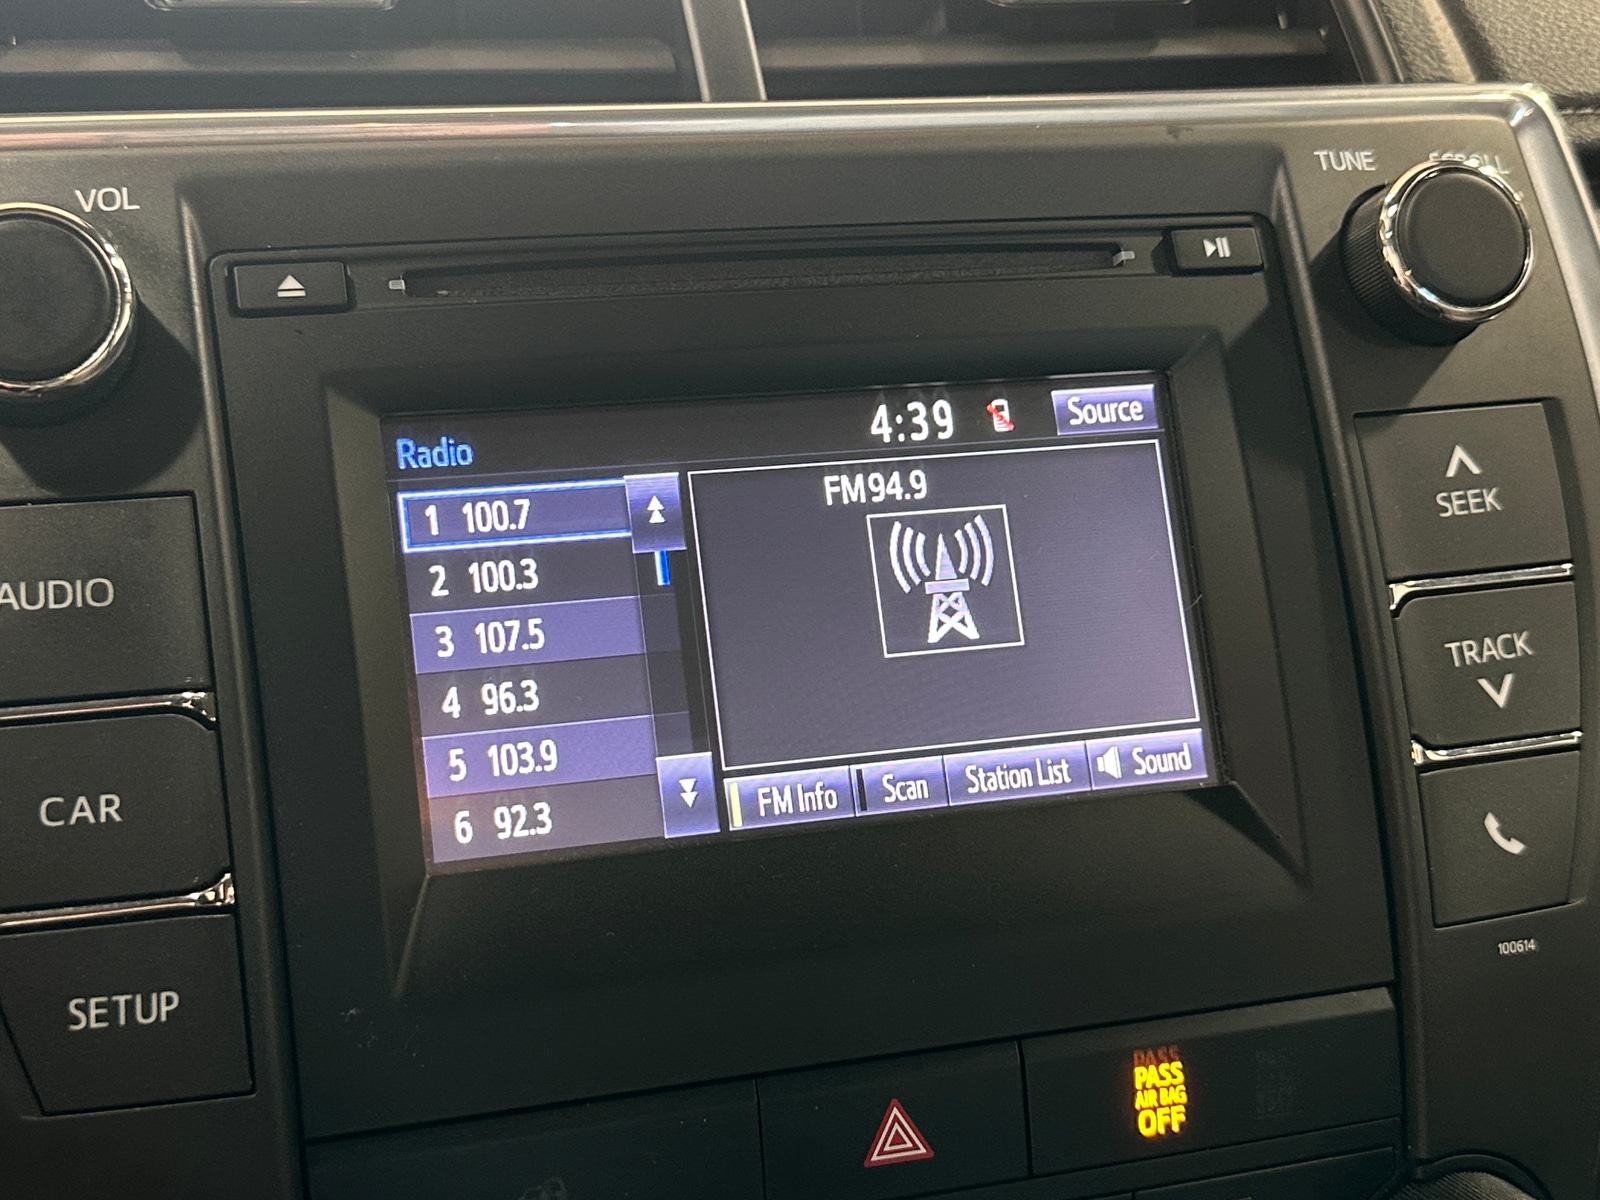 VOL
TUNE SCROLL
4:39
Source
Radio
FM94.9
1 100.7
2 100.3
3 107.5
4 96.3
5 103.9
6 92.3
FM Info
Scan
Station List
Sound
AUDIO
CAR
SETUP
SEEK
TRACK
100614
PASS
AIR BAG
OFF